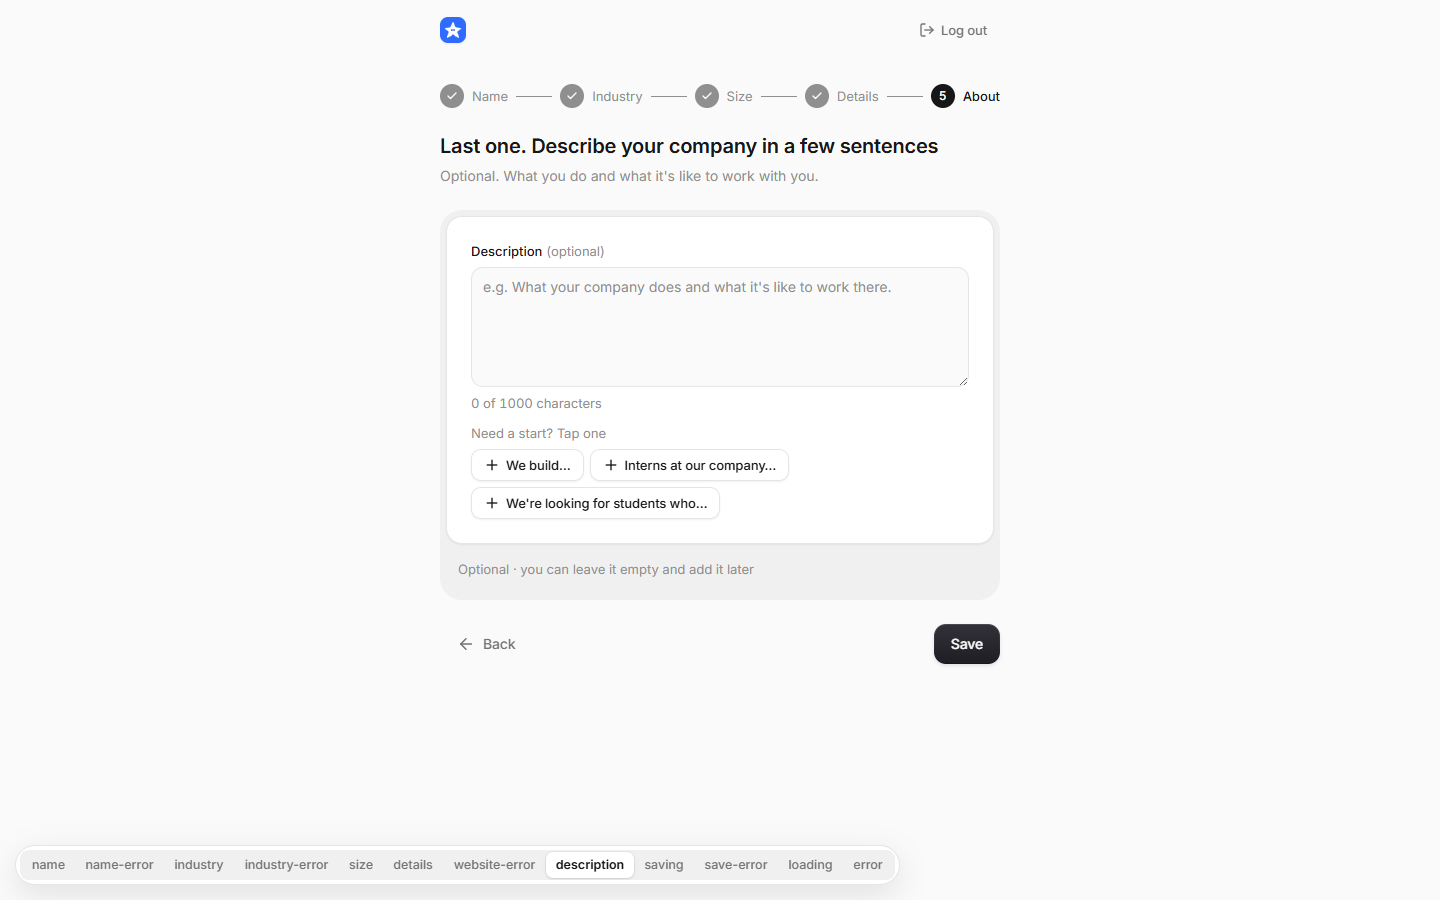 Log out
Name
Industry
Size
Details
5 About
Last one. Describe your company in a few sentences
Optional. What you do and what it's like to work with you.
Description (optional)
e.g. What your company does and what it's like to work there.
0 of 1000 characters
Need a start? Tap one
We build...
Interns at our company...
We're looking for students who...
Optional · you can leave it empty and add it later
Back
Save
name name-error industry industry-error size details website-error description saving save-error loading error